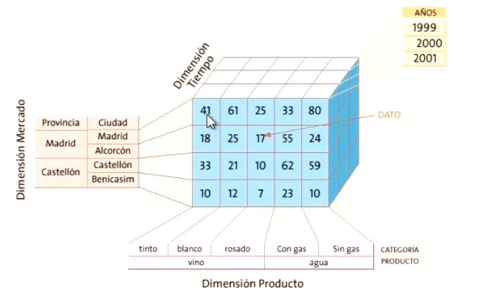 AÑOS
1999
2000
2001
Dimensión
Tiempo
Dimensión Mercado
Provincia Ciudad
Madrid Madrid
Alcorcón
Castellón Castellón
Benicasim
41 61 25 33 80
18 25 17 55 24
33 21 10 62 59
10 12 7 23 10
DATO
tinto blanco rosado Con gas Sin gas CATEGORÍA
vino agua PRODUCTO
Dimensión Producto